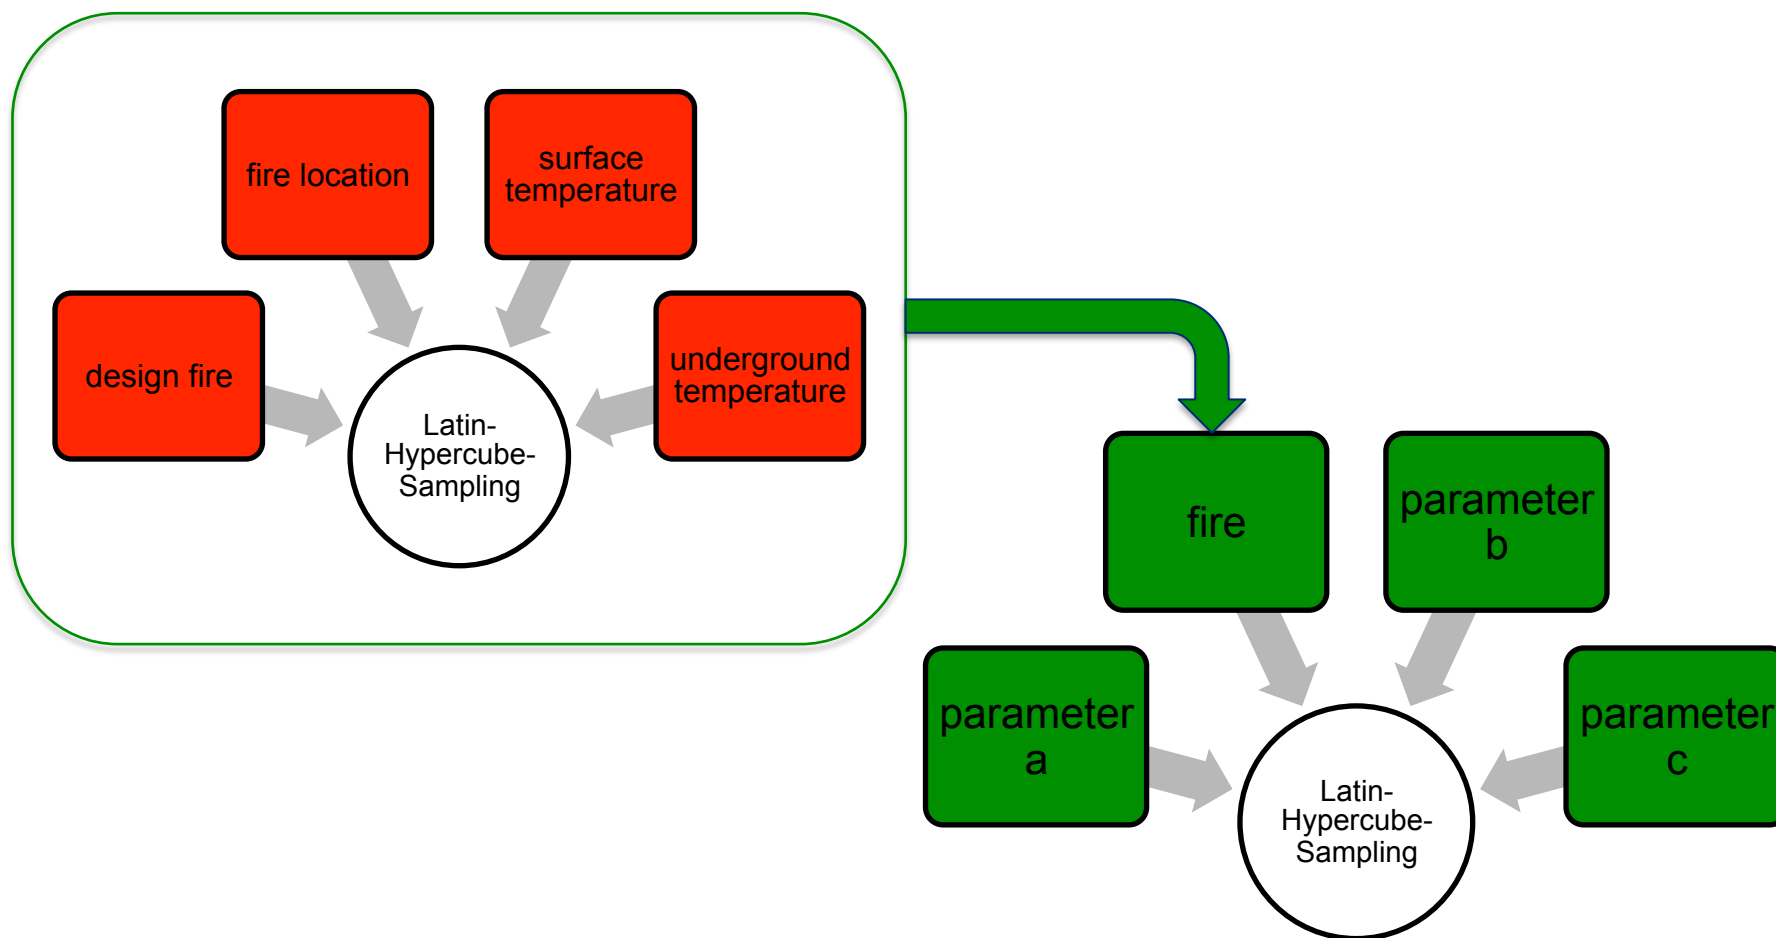 fire location
surface
temperature
design fire
underground
temperature
Latin-
Hypercube-
Sampling
fire
parameter
b
parameter
a
parameter
c
Latin-
Hypercube-
Sampling